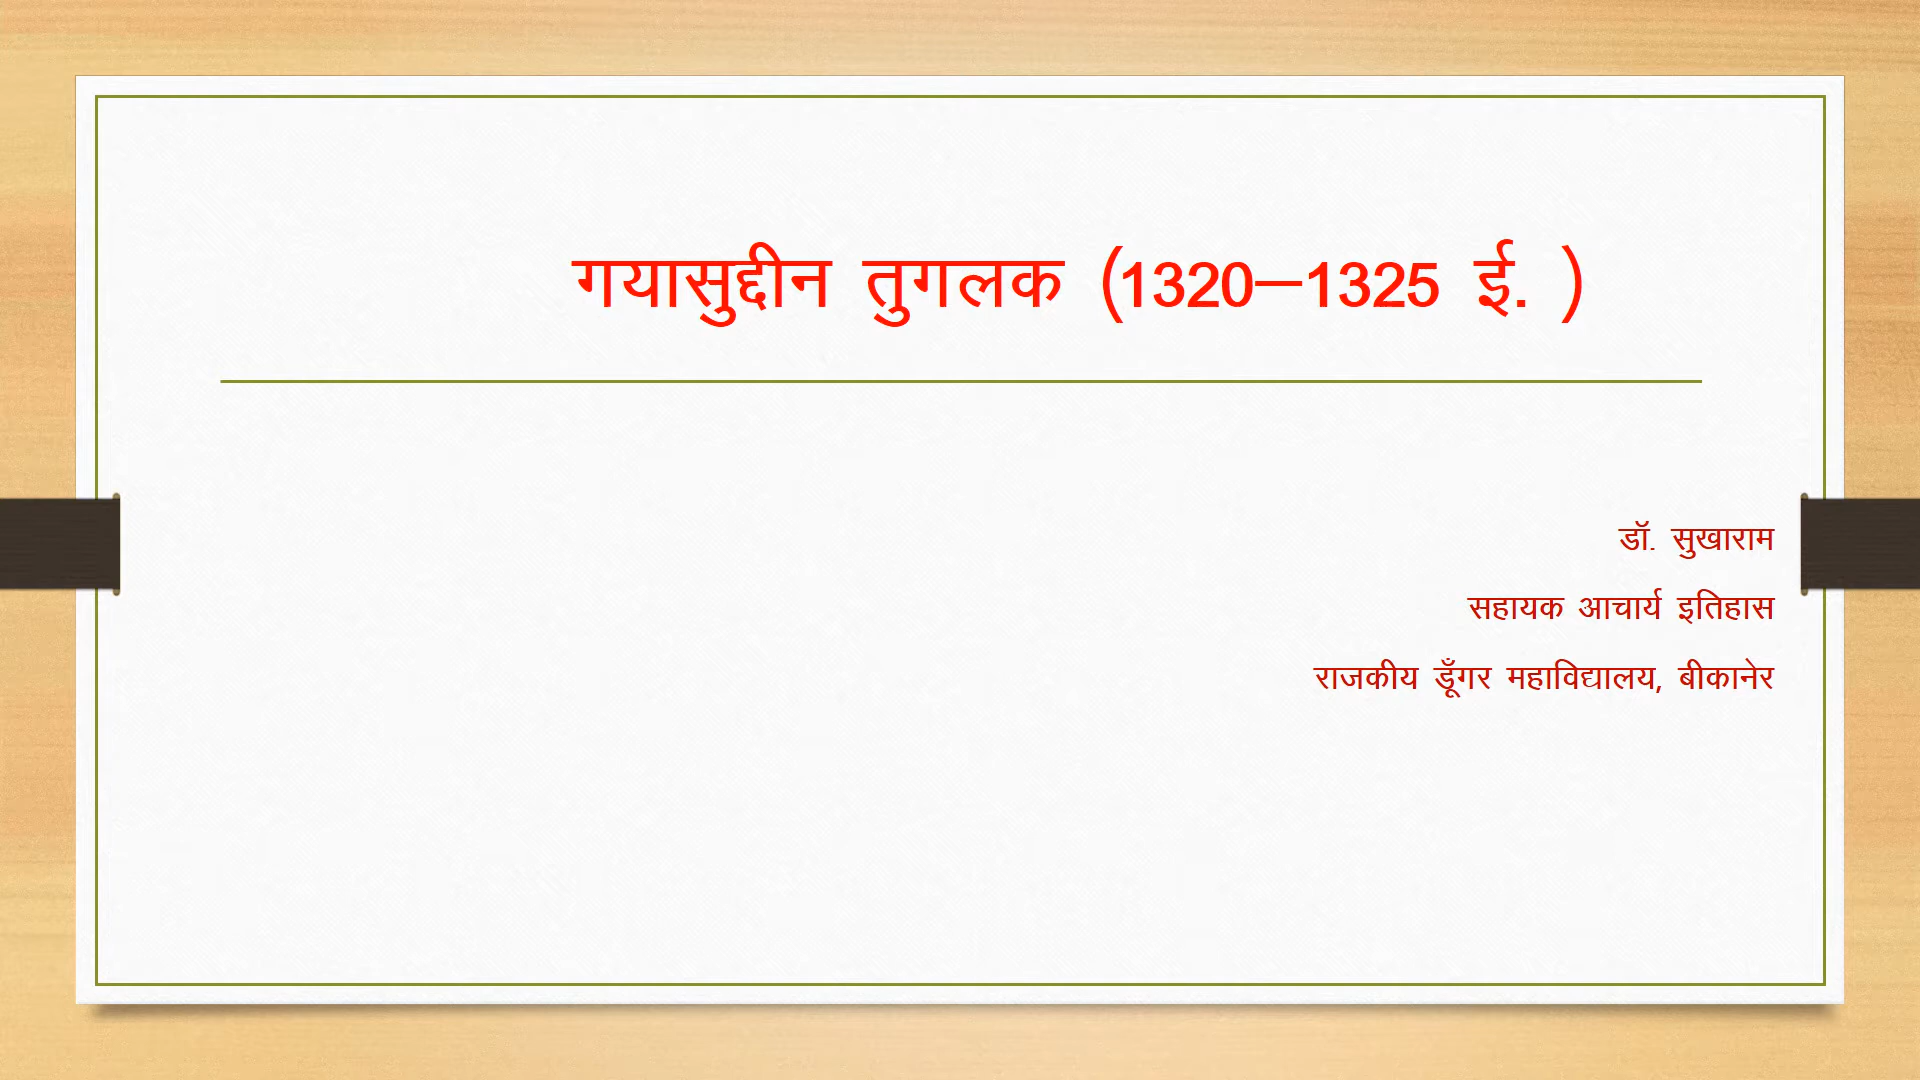 गयासुद्दीन तुगलक (1320–1325 ई. )
डॉ. सुखाराम
सहायक आचार्य इतिहास
राजकीय डूँगर महाविद्यालय, बीकानेर